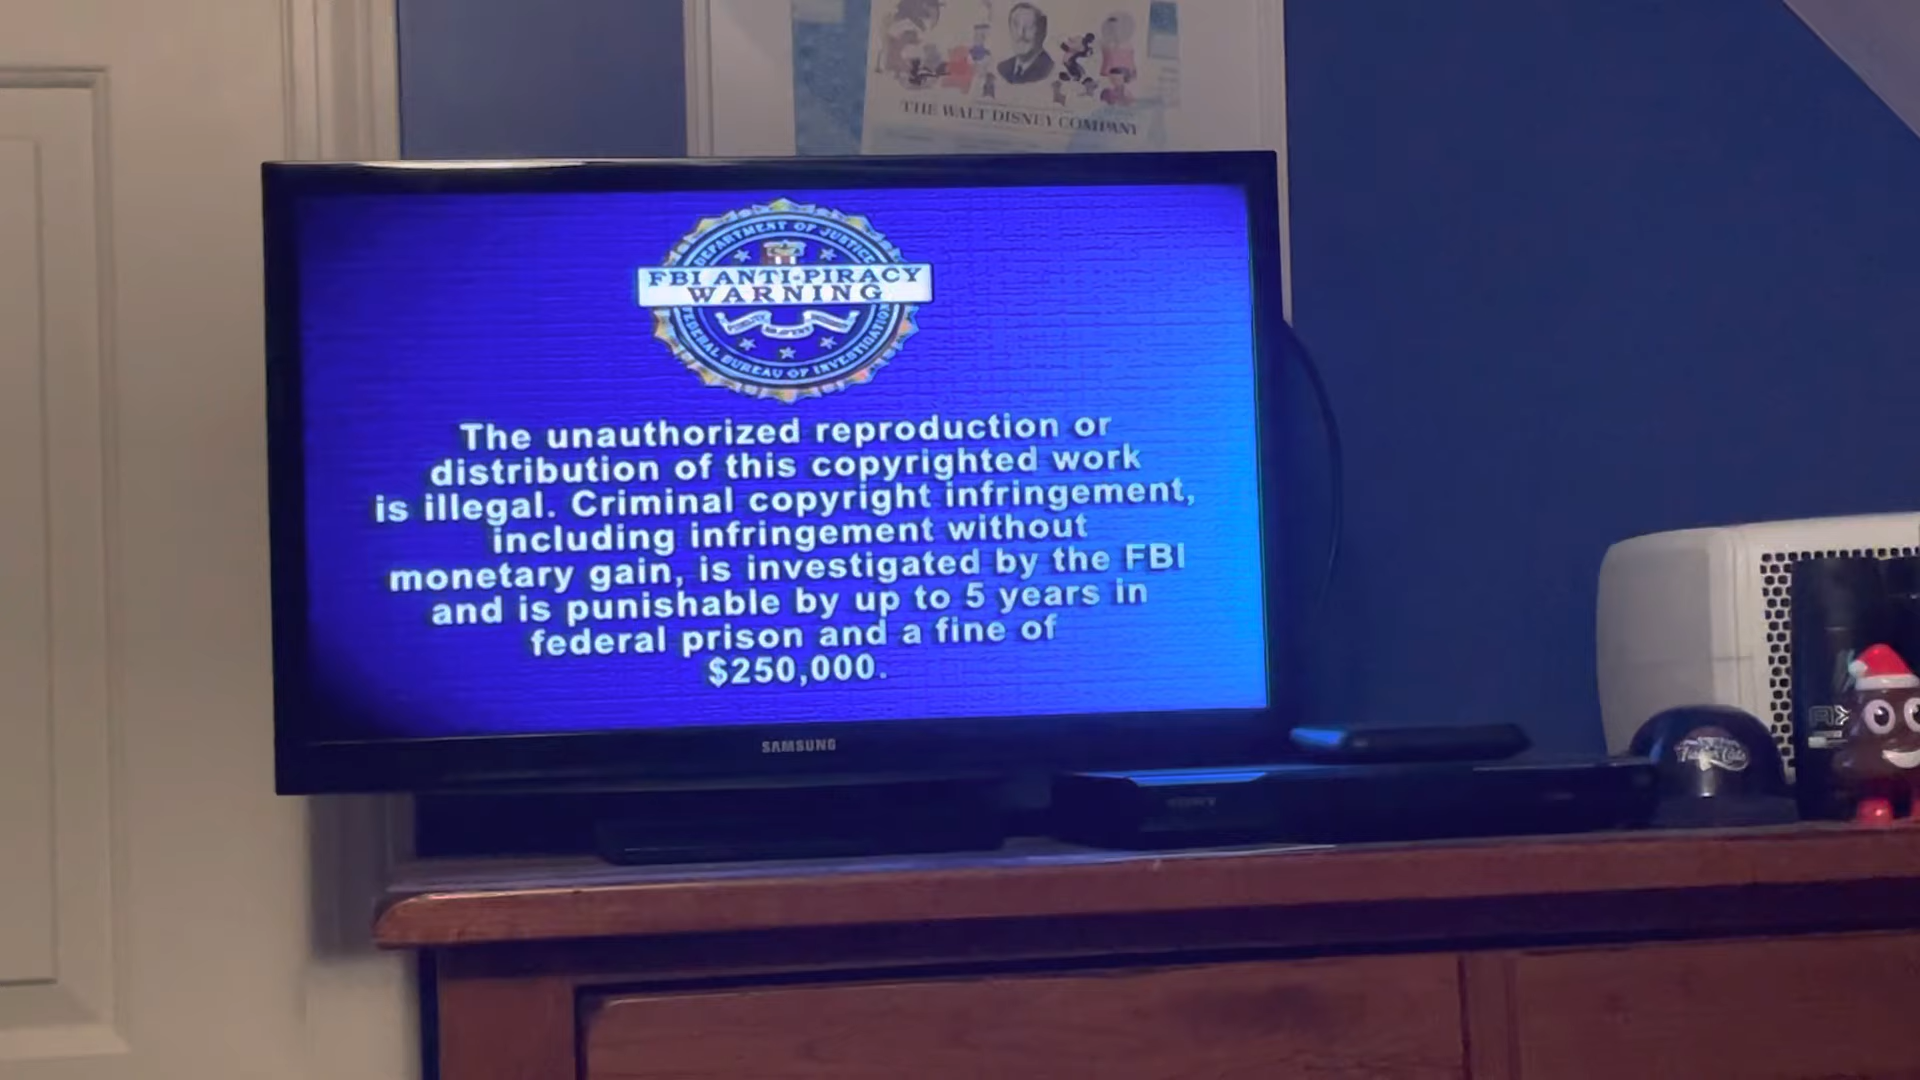 THE WALT DISNEY COMPANY
DEPARTMENT OF JUSTICE
FBI ANTI-PIRACY
WARNING
FEDERAL BUREAU OF INVESTIGATION
The unauthorized reproduction or
distribution of this copyrighted work
is illegal. Criminal copyright infringement,
including infringement without
monetary gain, is investigated by the FBI
and is punishable by up to 5 years in
federal prison and a fine of
$250,000.
SAMSUNG
SONY